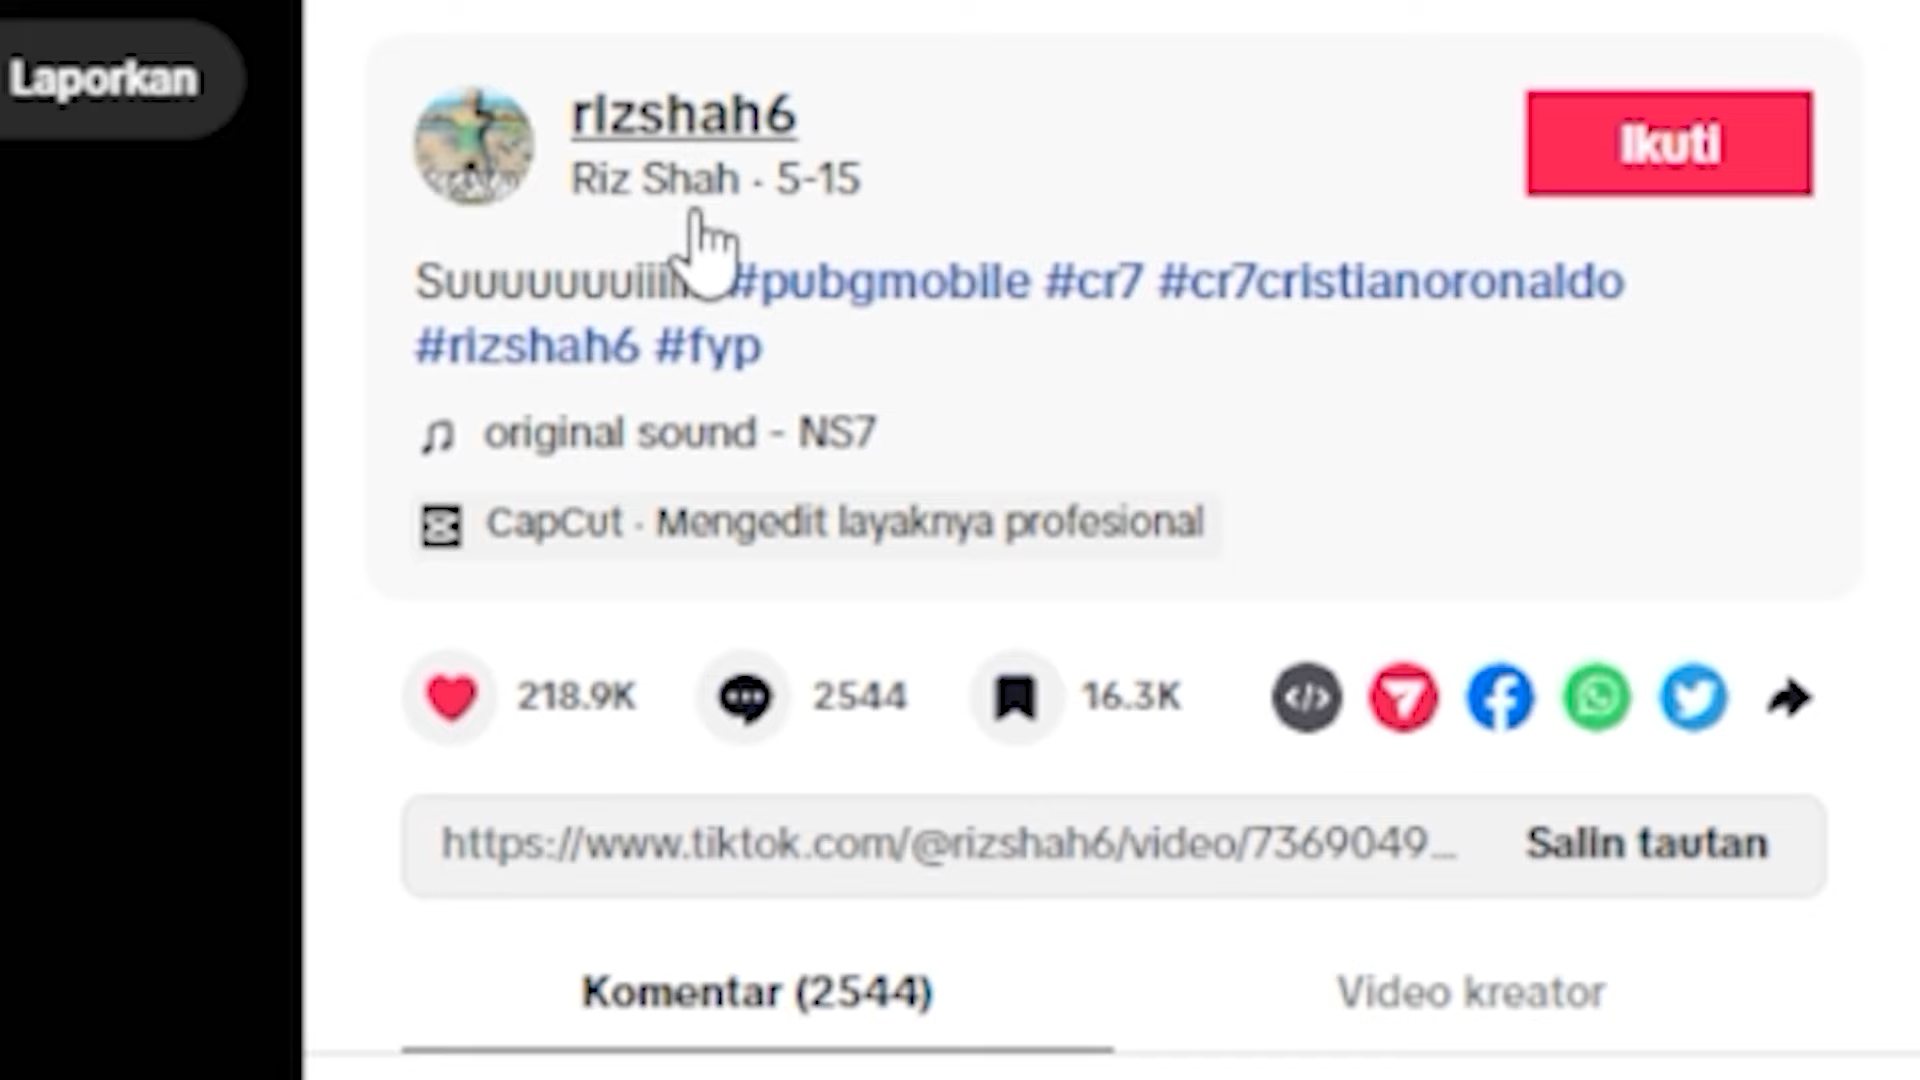 Laporkan
rizshah6
Riz Shah · 5-15
Ikuti
#pubgmobile #cr7 #cr7cristianoronaldo
#rizshah6 #fyp
original sound - NS7
CapCut · Mengedit layaknya profesional
218.9K
2544
16.3K
https://www.tiktok.com/@rizshah6/video/7369049...
Salin tautan
Komentar (2544)
Video kreator